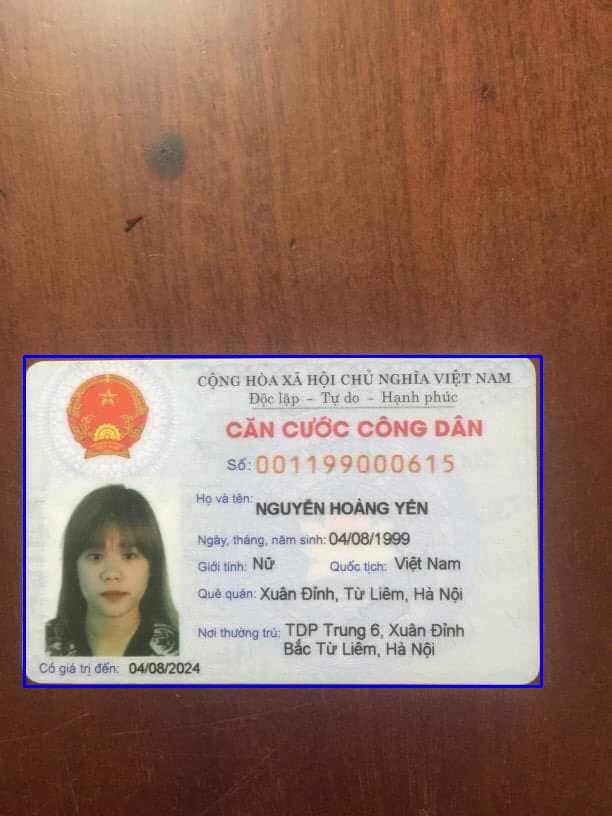 CỘNG HÒA XÃ HỘI CHỦ NGHĨA VIỆT NAM
Độc lập – Tự do – Hạnh phúc
CĂN CƯỚC CÔNG DÂN
Số: 001199000615
Họ và tên: NGUYỄN HOÀNG YẾN
Ngày, tháng, năm sinh: 04/08/1999
Giới tính: Nữ Quốc tịch: Việt Nam
Quê quán: Xuân Đỉnh, Từ Liêm, Hà Nội
Nơi thường trú: TDP Trung 6, Xuân Đỉnh
Bắc Từ Liêm, Hà Nội
Có giá trị đến: 04/08/2024